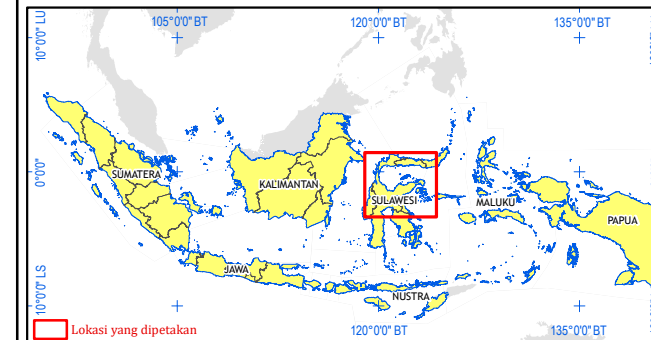 105°0'0" BT
120°0'0" BT
135°0'0" BT
10°0'0" LU
0°0'0"
10°0'0" LS
SUMATERA
KALIMANTAN
SULAWESI
MALUKU
PAPUA
JAWA
NUSTRA
Lokasi yang dipetakan
120°0'0" BT
135°0'0" BT